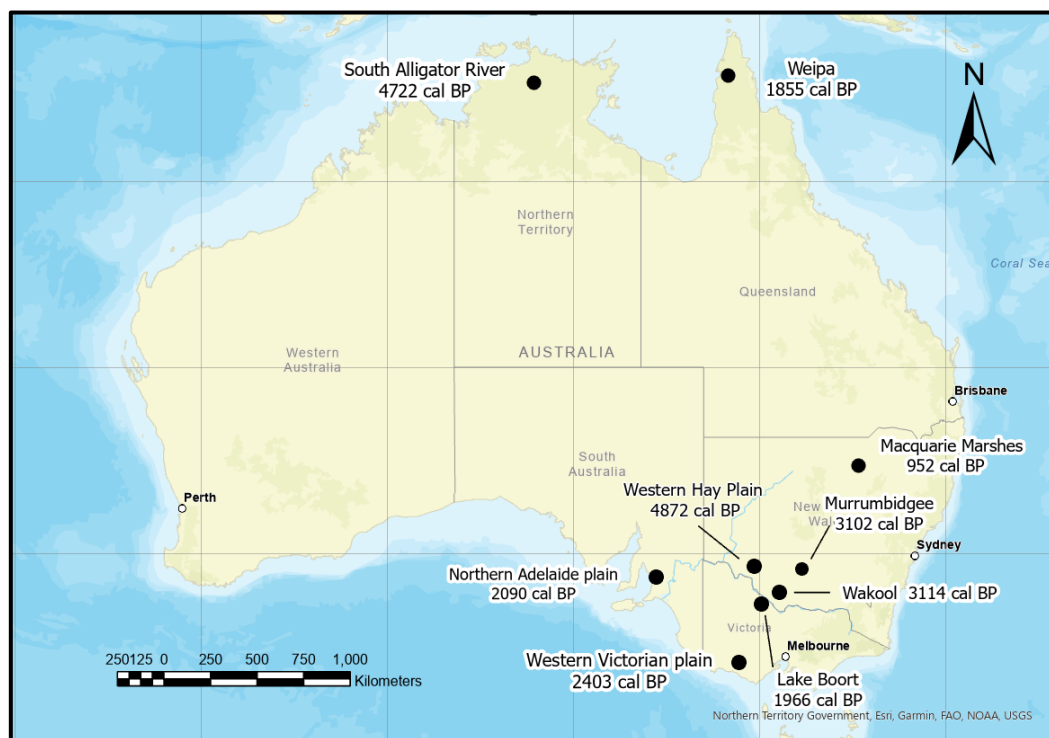 South Alligator River
4722 cal BP
Weipa
1855 cal BP
N
Northern
Territory
Coral Sea
Queensland
Western
Australia
AUSTRALIA
Brisbane
South
Australia
Macquarie Marshes
952 cal BP
Western Hay Plain
4872 cal BP
Murrumbidgee
3102 cal BP
New
Wal
Perth
Sydney
Northern Adelaide plain
2090 cal BP
Wakool 3114 cal BP
Victoria
Melbourne
Western Victorian plain
2403 cal BP
Lake Boort
1966 cal BP
250125 0 250 500 750 1,000
Kilometers
Northern Territory Government, Esri, Garmin, FAO, NOAA, USGS